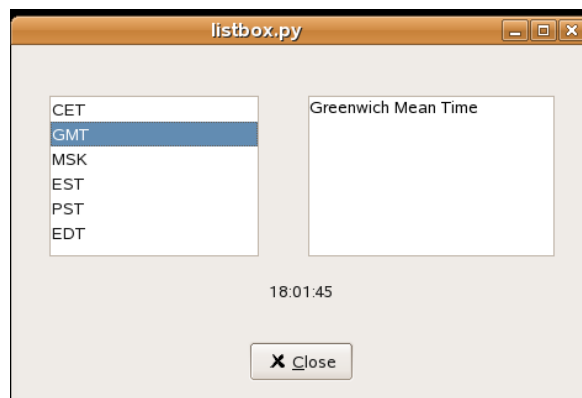 listbox.py
CET
GMT
MSK
EST
PST
EDT
Greenwich Mean Time
18:01:45
Close